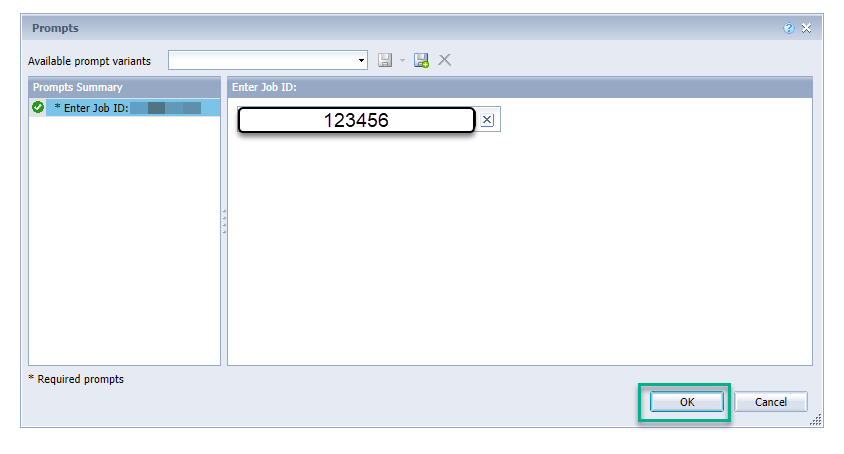 Prompts
Available prompt variants
Prompts Summary
Enter Job ID:
* Enter Job ID:
123456
* Required prompts
OK
Cancel